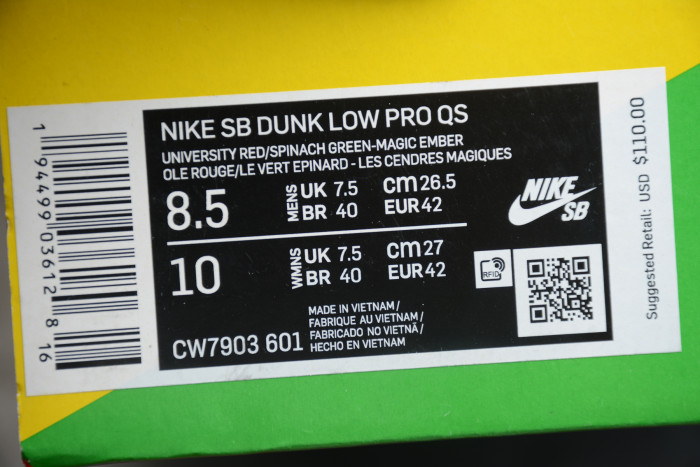 NIKE SB DUNK LOW PRO QS
UNIVERSITY RED/SPINACH GREEN-MAGIC EMBER
OLE ROUGE/LE VERT EPINARD - LES CENDRES MAGIQUES
8.5 MENS UK 7.5 cm 26.5
BR 40 EUR 42
10 WMNS UK 7.5 cm 27
BR 40 EUR 42
CW7903 601
MADE IN VIETNAM /
FABRIQUE AU VIETNAM /
FABRICADO NO VIETNÃ /
HECHO EN VIETNAM
NIKE
SB
RFID
1 94499 03612 8 16
Suggested Retail: USD $110.00